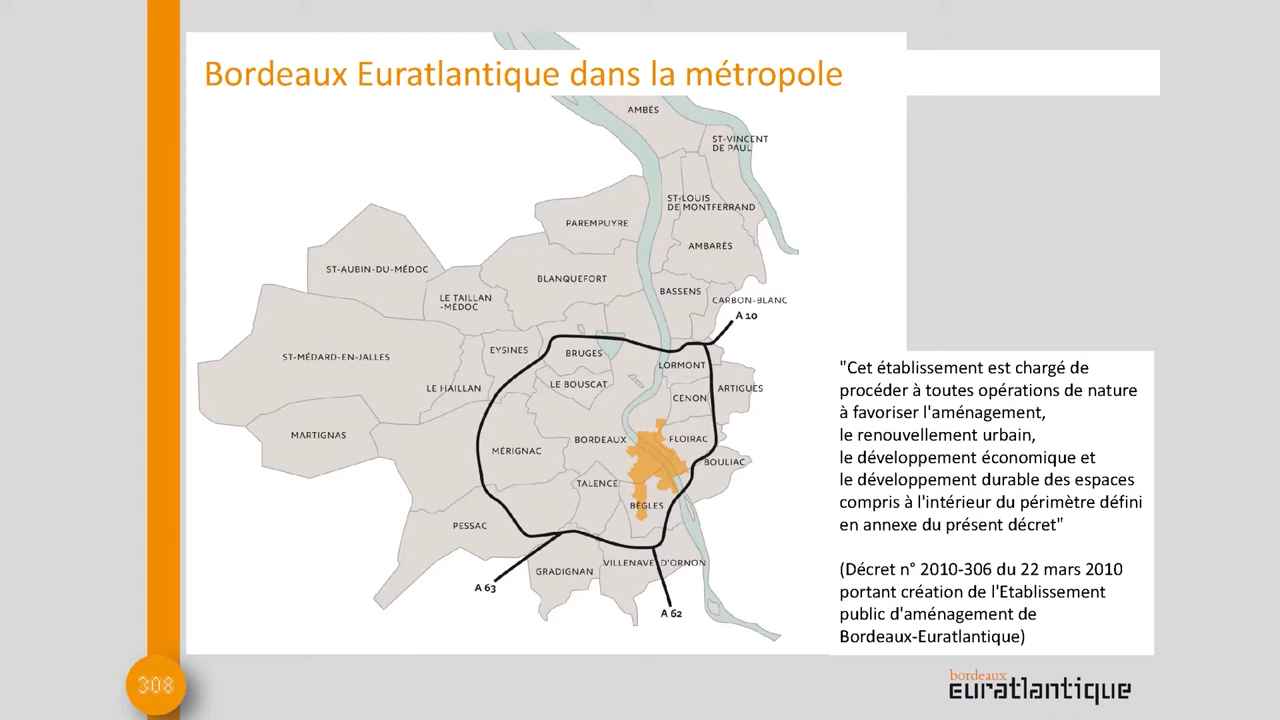 Bordeaux Euratlantique dans la métropole
AMBÈS
ST-VINCENT
DE PAUL
ST-LOUIS
DE MONTFERRAND
PAREMPUYRE
AMBARÈS
ST-AUBIN-DU-MÉDOC
BLANQUEFORT
LE TAILLAN
-MÉDOC
BASSENS
CARBON-BLANC
A 10
EYSINES
BRUGES
ST-MÉDARD-EN-JALLES
LORMONT
LE HAILLAN
LE BOUSCAT
ARTIGUES
CENON
MARTIGNAS
BORDEAUX
FLOIRAC
MÉRIGNAC
BOULIAC
TALENCE
BÈGLES
PESSAC
VILLENAVE D'ORNON
GRADIGNAN
A 63
A 62
"Cet établissement est chargé de
procéder à toutes opérations de nature
à favoriser l'aménagement,
le renouvellement urbain,
le développement économique et
le développement durable des espaces
compris à l'intérieur du périmètre défini
en annexe du présent décret"
(Décret n° 2010-306 du 22 mars 2010
portant création de l'Etablissement
public d'aménagement de
Bordeaux-Euratlantique)
308
bordeaux
euratlantique